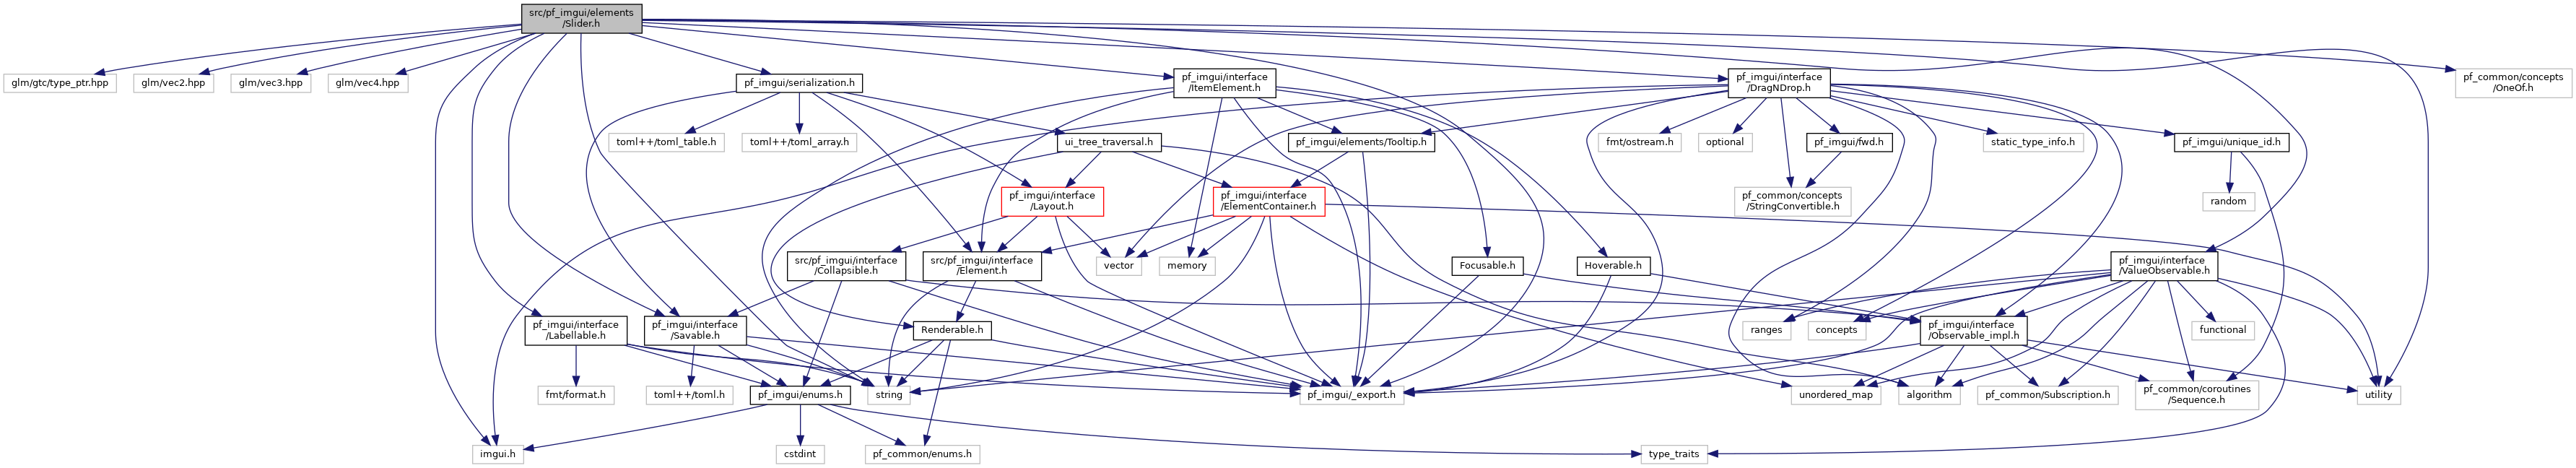 src/pf_imgui/elements
/Slider.h
glm/gtc/type_ptr.hpp
glm/vec2.hpp
glm/vec3.hpp
glm/vec4.hpp
pf_imgui/serialization.h
pf_imgui/interface
/ItemElement.h
pf_imgui/interface
/DragNDrop.h
pf_common/concepts
/OneOf.h
toml++/toml_table.h
toml++/toml_array.h
ui_tree_traversal.h
pf_imgui/elements/Tooltip.h
fmt/ostream.h
optional
pf_imgui/fwd.h
static_type_info.h
pf_imgui/unique_id.h
pf_imgui/interface
/Layout.h
pf_imgui/interface
/ElementContainer.h
pf_common/concepts
/StringConvertible.h
random
src/pf_imgui/interface
/Collapsible.h
src/pf_imgui/interface
/Element.h
vector
memory
Focusable.h
Hoverable.h
pf_imgui/interface
/ValueObservable.h
pf_imgui/interface
/Labellable.h
pf_imgui/interface
/Savable.h
Renderable.h
ranges
concepts
pf_imgui/interface
/Observable_impl.h
functional
fmt/format.h
toml++/toml.h
pf_imgui/enums.h
string
pf_imgui/_export.h
unordered_map
algorithm
pf_common/Subscription.h
pf_common/coroutines
/Sequence.h
utility
imgui.h
cstdint
pf_common/enums.h
type_traits